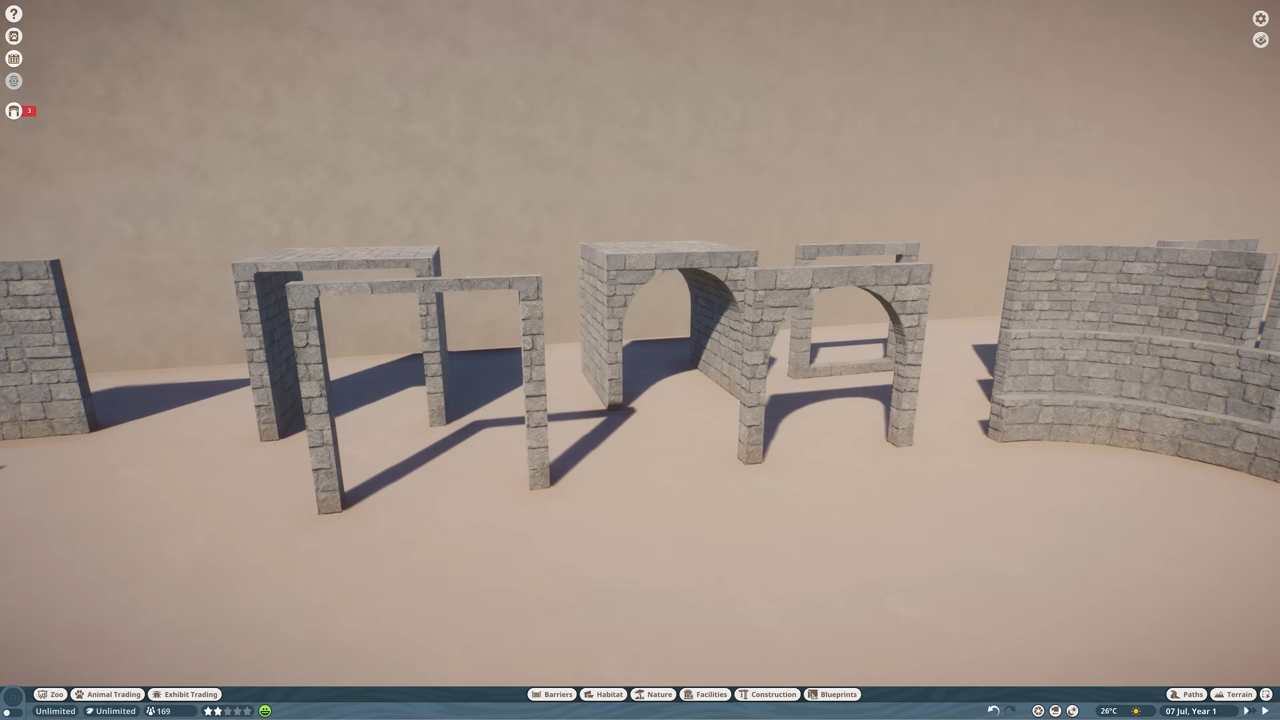 ?
3
Zoo Animal Trading Exhibit Trading Barriers Habitat Nature Facilities Construction Blueprints Paths Terrain
Unlimited Unlimited 169 26°C 07 Jul, Year 1